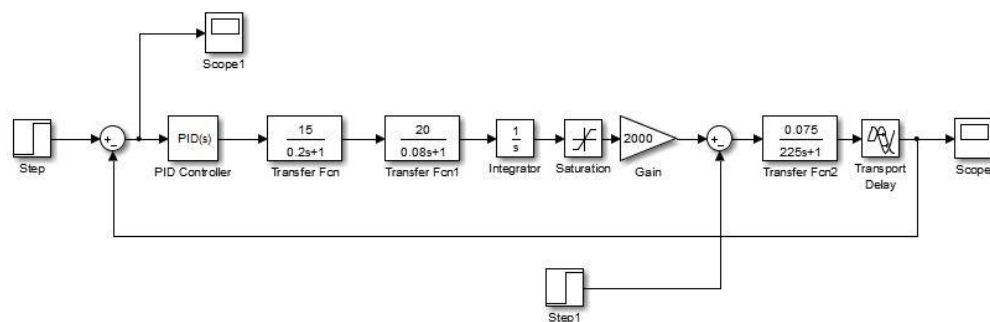 Scope1
+
-
PID(s)
15
0.2s+1
20
0.08s+1
1
s
2000
+
-
0.075
225s+1
Step
PID Controller
Transfer Fcn
Transfer Fcn1
Integrator
Saturation
Gain
Transfer Fcn2
Transport
Delay
Scope
Step1